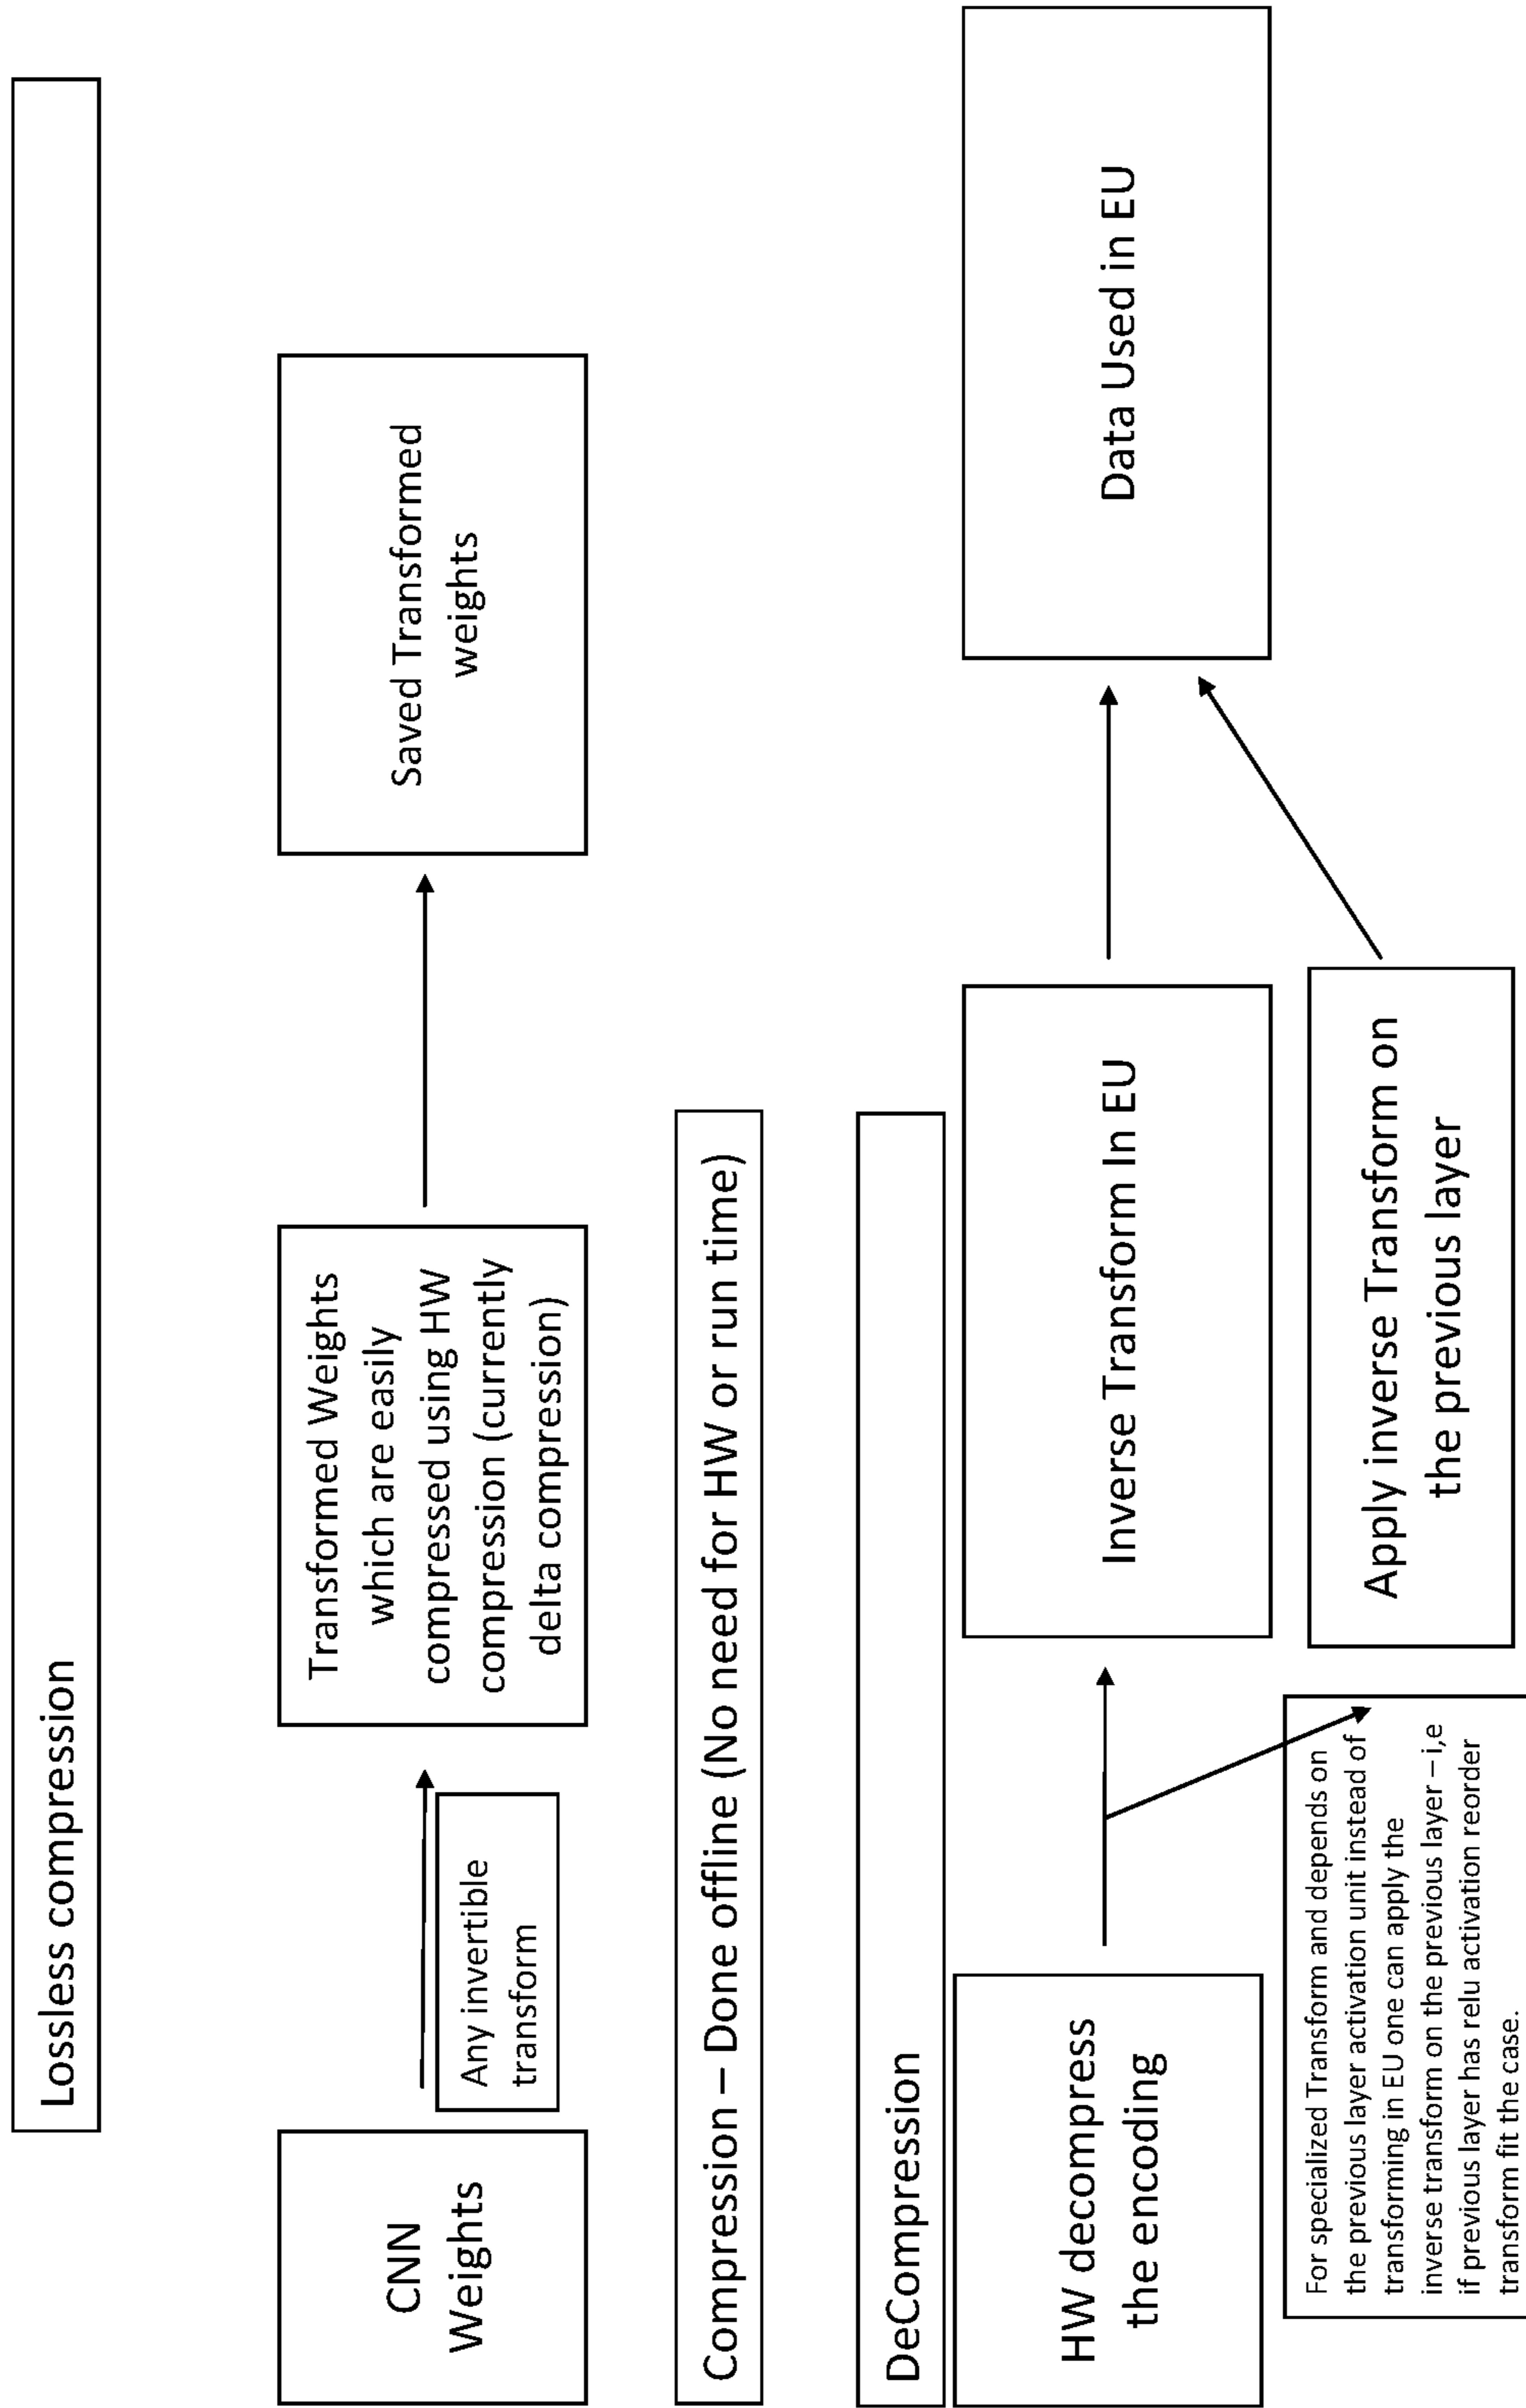 Lossless compression
CNN
Weights
Any invertible
transform
Transformed Weights
which are easily
compressed using HW
compression (currently
delta compression)
Saved Transformed
weights
Compression – Done offline (No need for HW or run time)
DeCompression
HW decompress
the encoding
Inverse Transform In EU
Data Used in EU
For specialized Transform and depends on
the previous layer activation unit instead of
transforming in EU one can apply the
inverse transform on the previous layer – i,e
if previous layer has relu activation reorder
transform fit the case.
Apply inverse Transform on
the previous layer